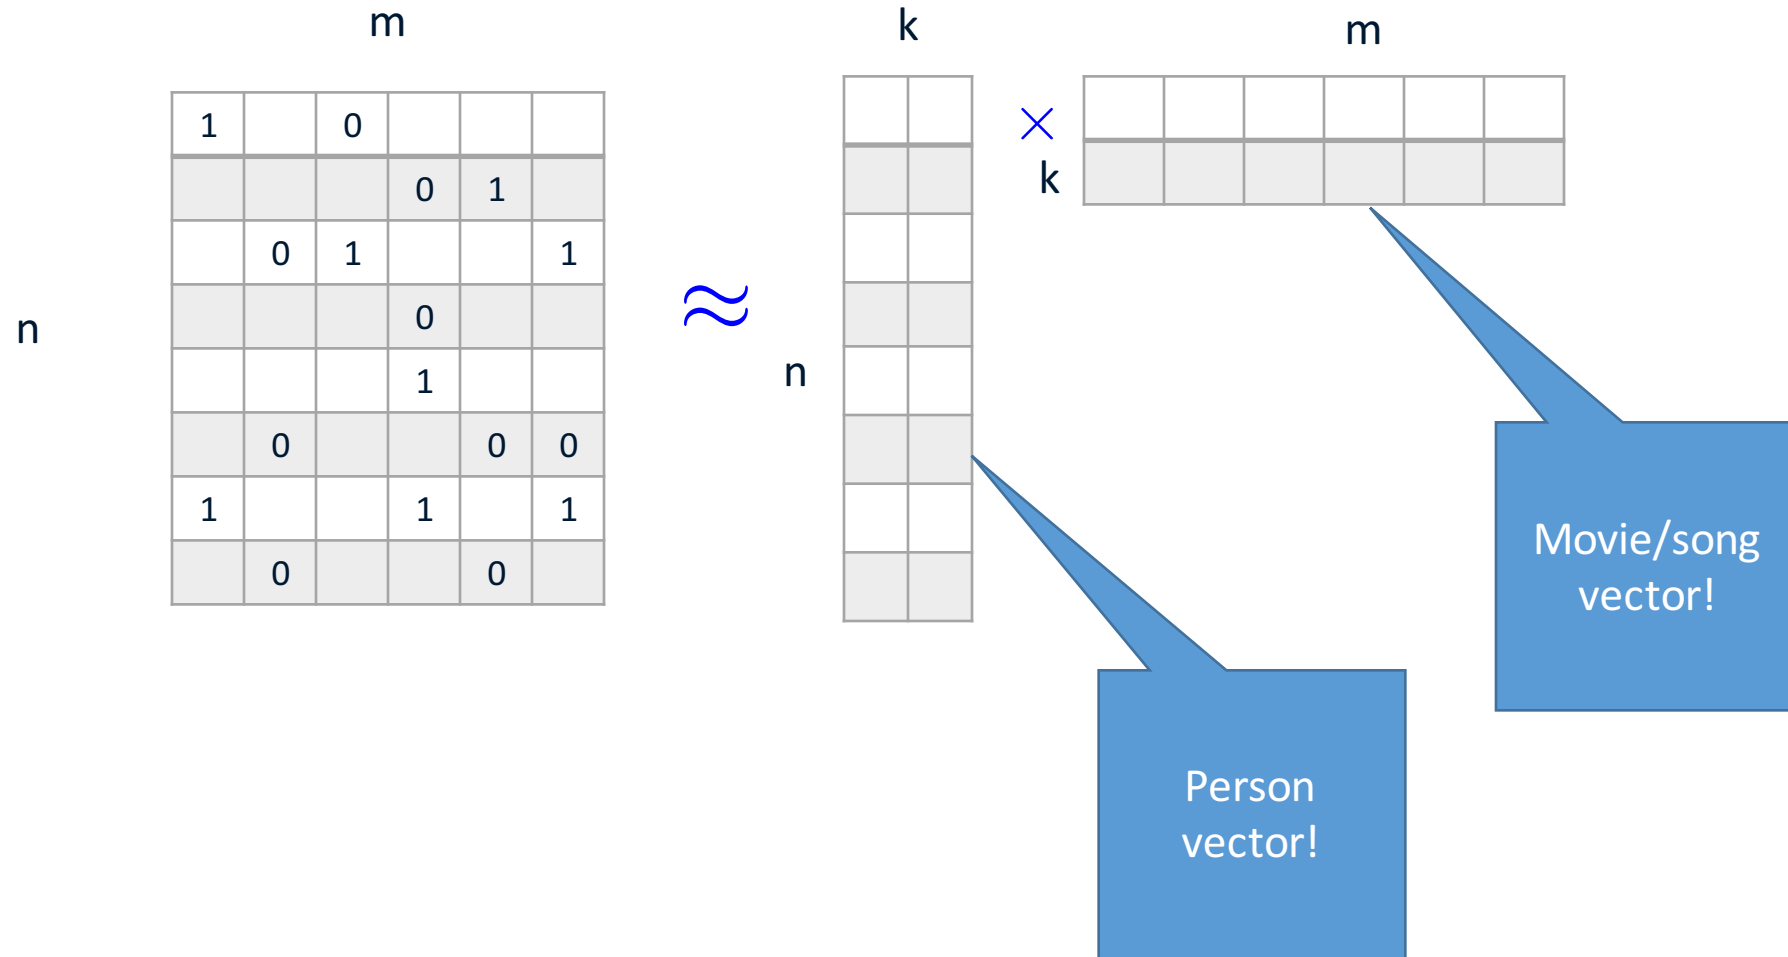 m
k
m
1 0
0 1
0 1 1
0
1
0 0 0
1 1 1
0 0
n
≈
n
×
k
Movie/song
vector!
Person
vector!